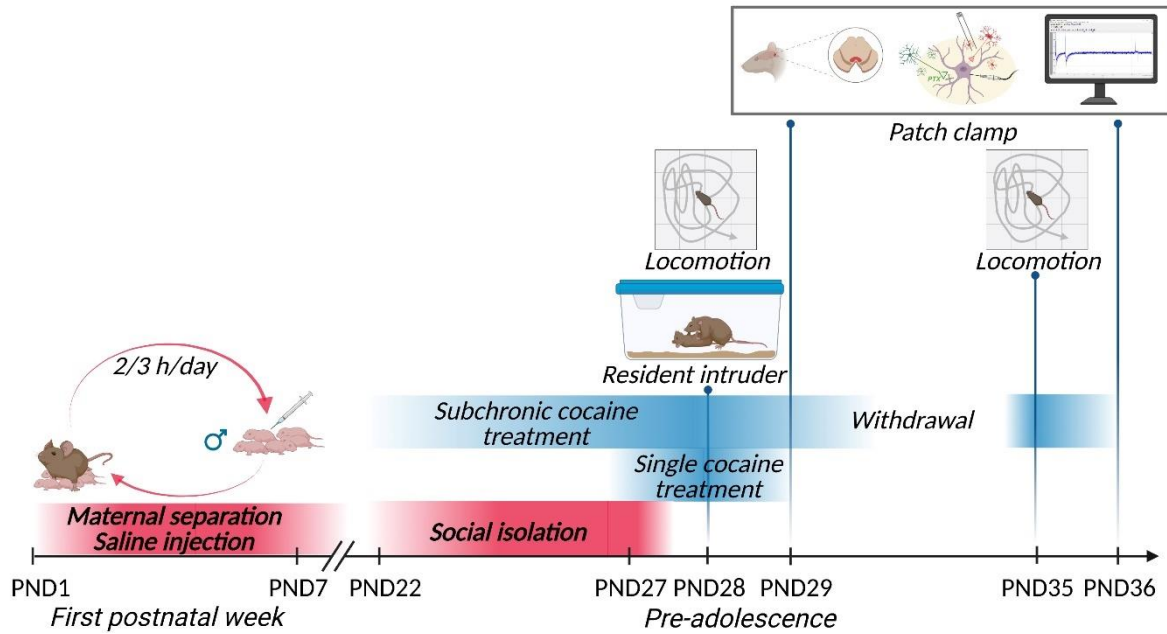 PTX
Patch clamp
Locomotion
Locomotion
2/3 h/day
Resident intruder
Subchronic cocaine
treatment
Withdrawal
Single cocaine
treatment
Maternal separation
Saline injection
Social isolation
PND1
PND7
PND22
PND27
PND28
PND29
PND35
PND36
First postnatal week
Pre-adolescence